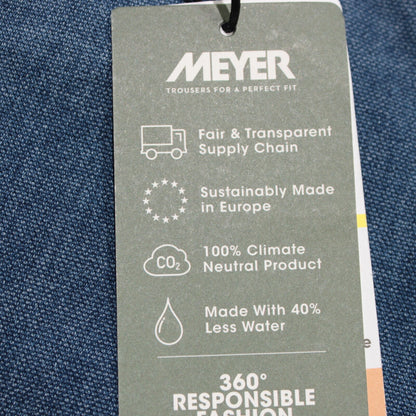 MEYER
TROUSERS FOR A PERFECT FIT
Fair & Transparent
Supply Chain
Sustainably Made
in Europe
CO₂
100% Climate
Neutral Product
Made With 40%
Less Water
360°
RESPONSIBLE
FASHION
e